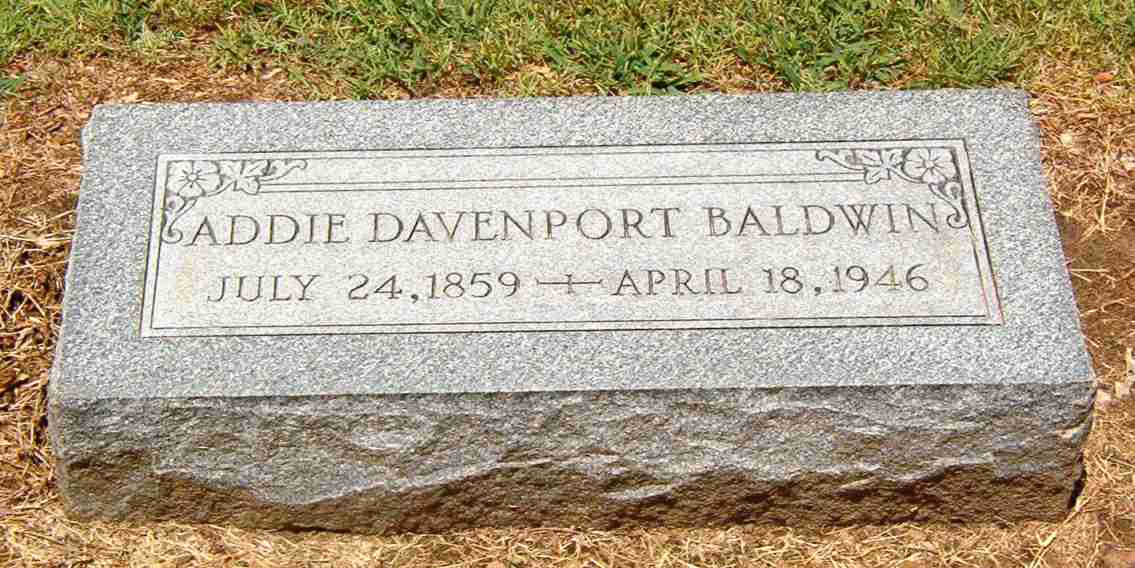 ADDIE DAVENPORT BALDWIN
JULY 24, 1859 — APRIL 18, 1946